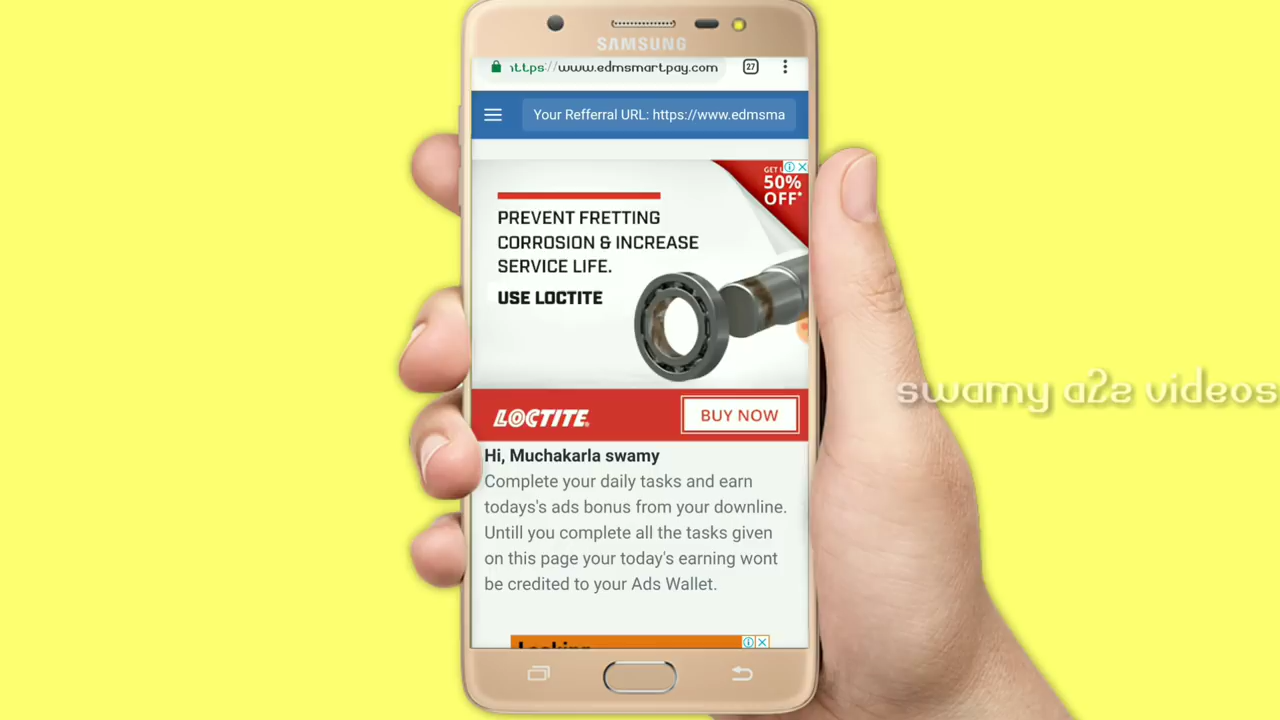 SAMSUNG
https://www.edmsmartpay.com
27
Your Refferral URL: https://www.edmsma
50%
OFF*
PREVENT FRETTING
CORROSION & INCREASE
SERVICE LIFE.
USE LOCTITE
LOCTITE
BUY NOW
swamy a2z videos
Hi, Muchakarla swamy
Complete your daily tasks and earn
todays's ads bonus from your downline.
Untill you complete all the tasks given
on this page your today's earning wont
be credited to your Ads Wallet.